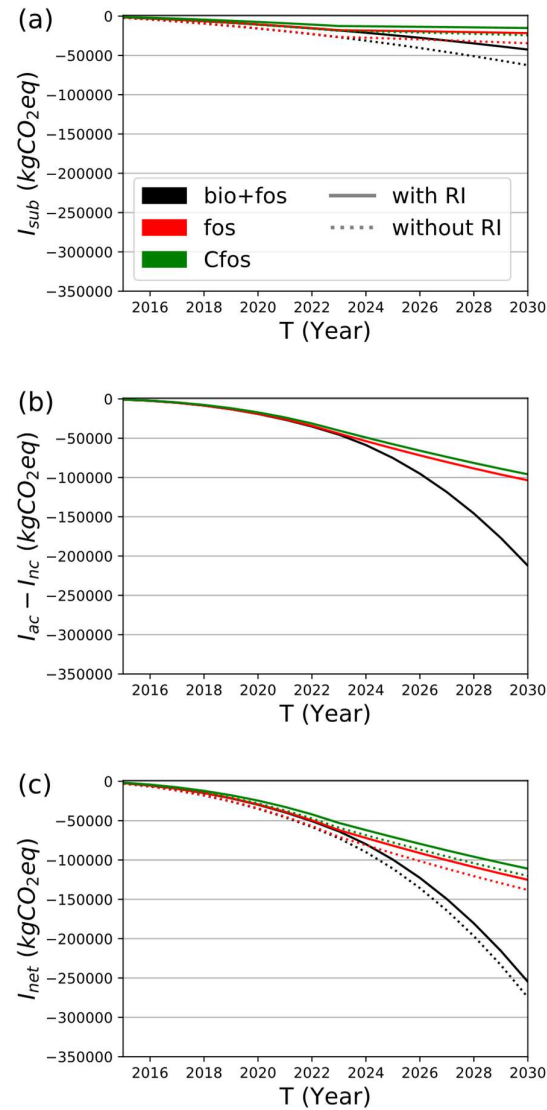 (a)
I_sub (kgCO₂eq)
0
−50000
−100000
−150000
−200000
−250000
−300000
−350000
bio+fos
fos
Cfos
with RI
without RI
2016 2018 2020 2022 2024 2026 2028 2030
T (Year)
(b)
I_ac − I_nc (kgCO₂eq)
0
−50000
−100000
−150000
−200000
−250000
−300000
−350000
2016 2018 2020 2022 2024 2026 2028 2030
T (Year)
(c)
I_net (kgCO₂eq)
0
−50000
−100000
−150000
−200000
−250000
−300000
−350000
2016 2018 2020 2022 2024 2026 2028 2030
T (Year)